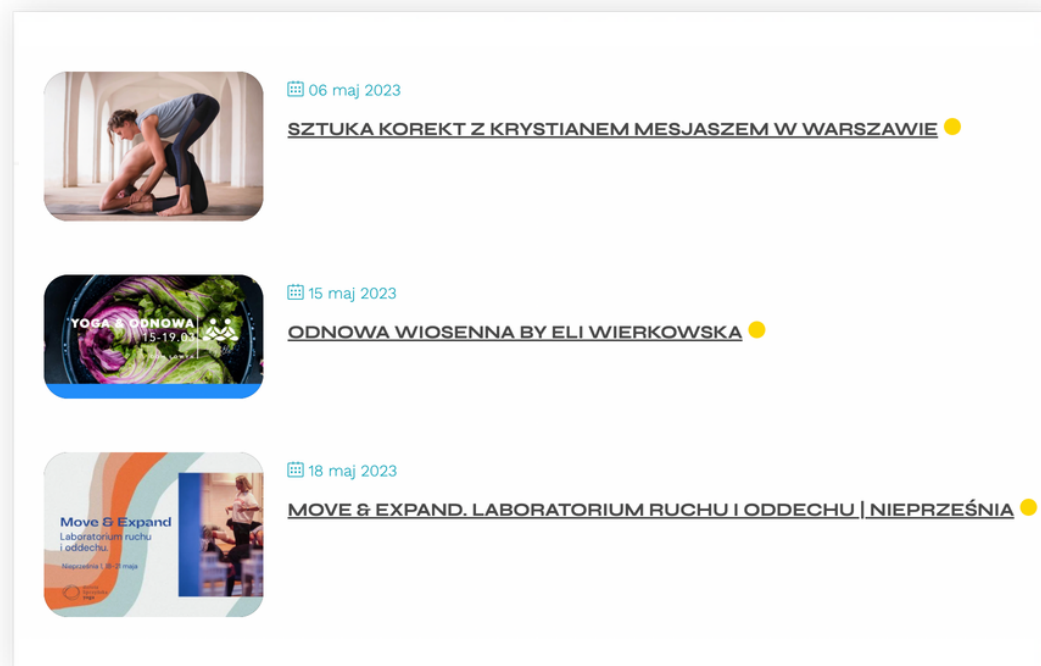 06 maj 2023
SZTUKA KOREKT Z KRYSTIANEM MESJASZEM W WARSZAWIE
15 maj 2023
YOGA & ODNOWA
15-19.03
ODNOWA WIOSENNA BY ELI WIERKOWSKA
18 maj 2023
MOVE & EXPAND. LABORATORIUM RUCHU I ODDECHU | NIEPRZEŚNIA
Move & Expand
Laboratorium ruchu
i oddechu.
Nieprześnia |, 18-21 maja
yoga